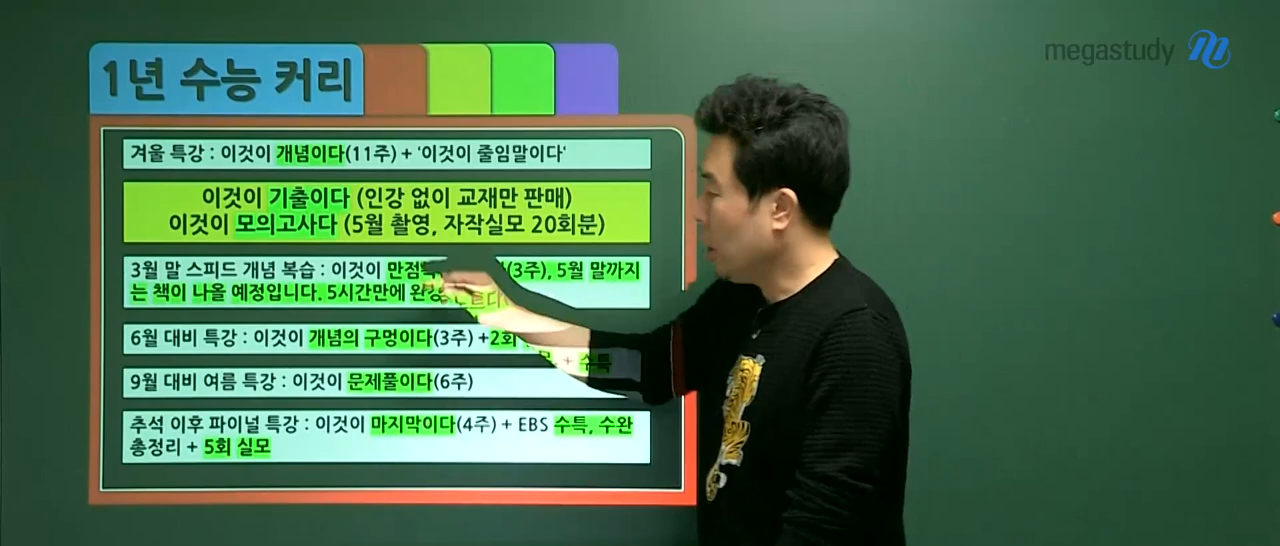 megastudy
1년 수능 커리
겨울 특강 : 이것이 개념이다(11주) + '이것이 줄임말이다'
이것이 기출이다 (인강 없이 교재만 판매)
이것이 모의고사다 (5월 촬영, 자작실모 20회분)
3월 말 스피드 개념 복습 : 이것이 만점 (3주), 5월 말까지
는 책이 나올 예정입니다. 5시간만에 완강 노트다
6월 대비 특강 : 이것이 개념의 구멍이다(3주) +2회 + 수특
9월 대비 여름 특강 : 이것이 문제풀이다(6주)
추석 이후 파이널 특강 : 이것이 마지막이다(4주) + EBS 수특, 수완
총정리 + 5회 실모